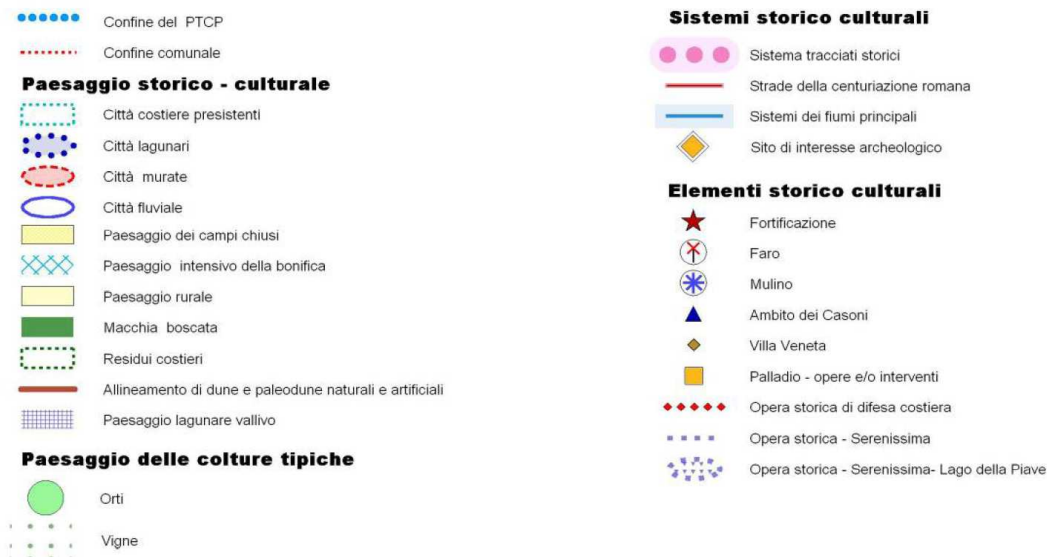 Confine del PTCP
Confine comunale
Paesaggio storico - culturale
Città costiere presistenti
Città lagunari
Città murate
Città fluviale
Paesaggio dei campi chiusi
Paesaggio intensivo della bonifica
Paesaggio rurale
Macchia boscata
Residui costieri
Allineamento di dune e paleodune naturali e artificiali
Paesaggio lagunare vallivo
Paesaggio delle colture tipiche
Orti
Vigne
Sistemi storico culturali
Sistema tracciati storici
Strade della centuriazione romana
Sistemi dei fiumi principali
Sito di interesse archeologico
Elementi storico culturali
Fortificazione
Faro
Mulino
Ambito dei Casoni
Villa Veneta
Palladio - opere e/o interventi
Opera storica di difesa costiera
Opera storica - Serenissima
Opera storica - Serenissima- Lago della Piave